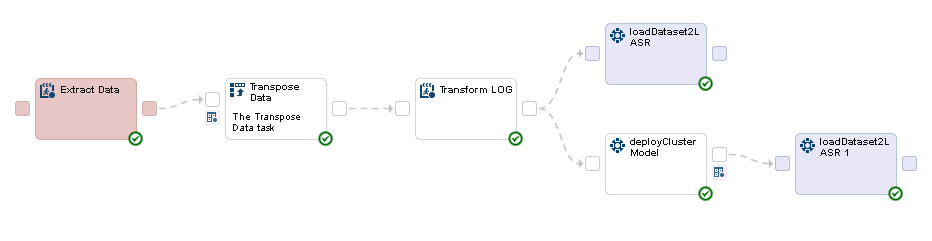 Extract Data
Transpose
Data
The Transpose
Data task
Transform LOG
loadDataset2L
ASR
deployCluster
Model
loadDataset2L
ASR 1